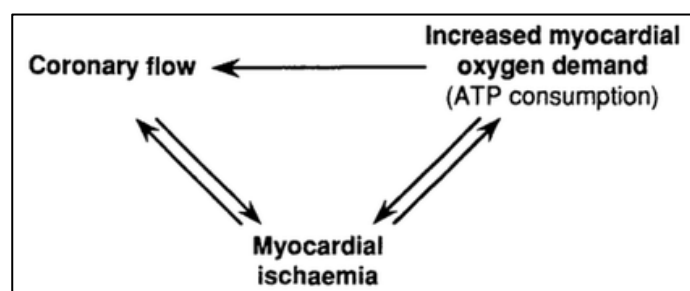 Increased myocardial
Coronary flow
oxygen demand
(ATP consumption)
Myocardial
ischaemia